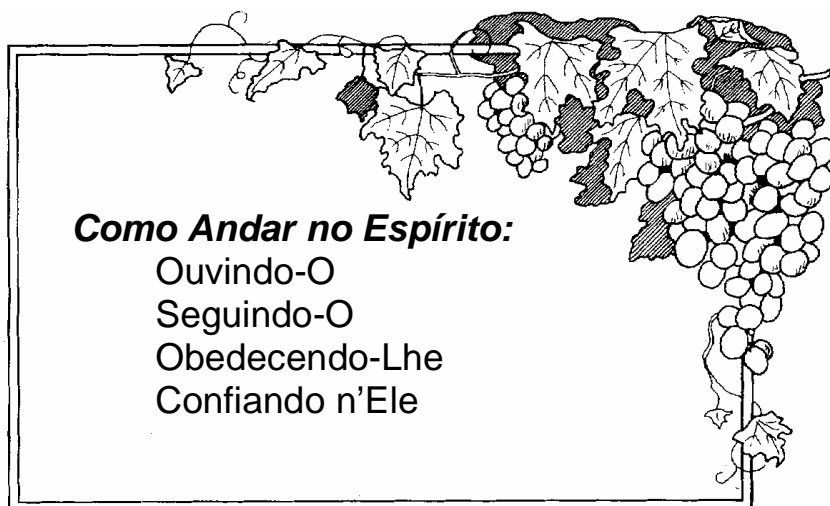 Como Andar no Espírito:
Ouvindo-O
Seguindo-O
Obedecendo-Lhe
Confiando n’Ele